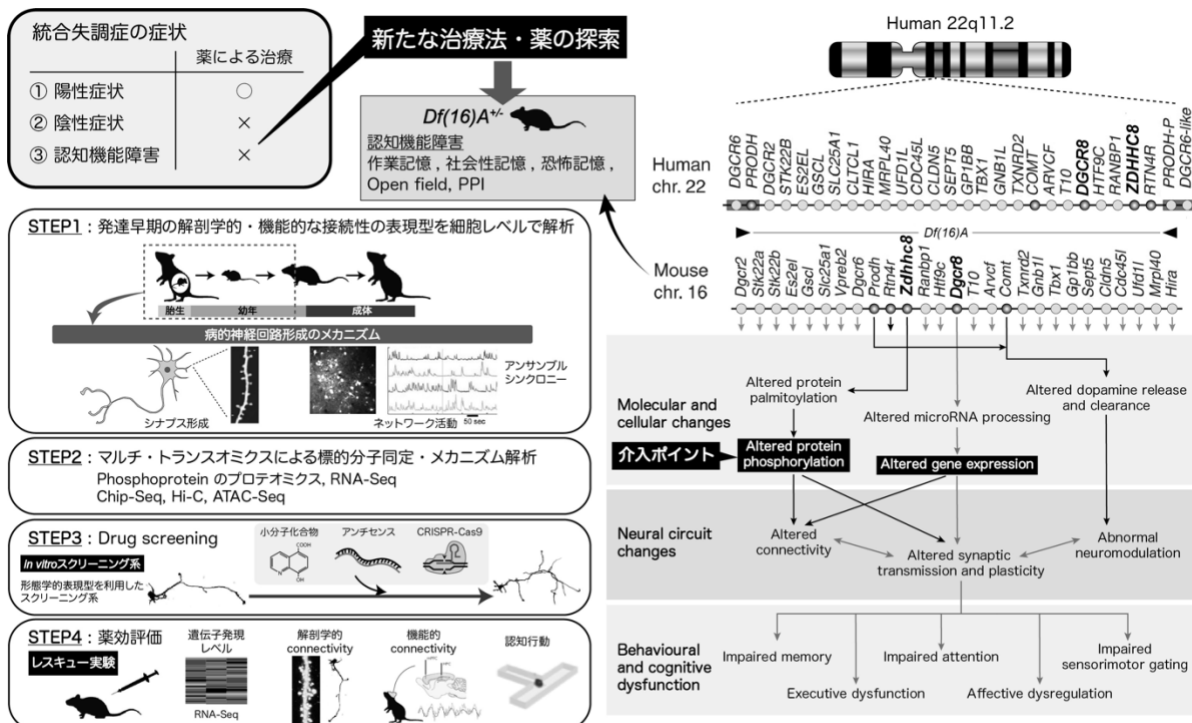 統合失調症の症状
薬による治療
① 陽性症状 ○
② 陰性症状 ×
③ 認知機能障害 ×
新たな治療法・薬の探索
Df(16)A+/-
認知機能障害
作業記憶 , 社会性記憶 , 恐怖記憶 ,
Open field, PPI
STEP1：発達早期の解剖学的・機能的な接続性の表現型を細胞レベルで解析
胎生 幼年 成体
病的神経回路形成のメカニズム
シナプス形成
ネットワーク活動
50 sec
アンサンブル
シンクロニー
STEP2：マルチ・トランスオミクスによる標的分子同定・メカニズム解析
Phosphoprotein のプロテオミクス, RNA-Seq
Chip-Seq, Hi-C, ATAC-Seq
STEP3：Drug screening
In vitroスクリーニング系
形態学的表現型を利用した
スクリーニング系
小分子化合物 アンチセンス CRISPR-Cas9
COOH
N
OH
STEP4：薬効評価
レスキュー実験
遺伝子発現
レベル
RNA-Seq
解剖学的
connectivity
機能的
connectivity
認知行動
Human 22q11.2
Human
chr. 22
DGCR6
PRODH
DGCR2
STK22B
ES2EL
GSCL
SLC25A1
CLTCL1
HIRA
MRPL40
UFD1L
CDC45L
CLDN5
SEPT5
GP1BB
TBX1
GNB1L
TXNRD2
COMT
ARVCF
T10
DGCR8
HTF9C
RANBP1
ZDHHC8
RTN4R
PRODH-P
DGCR6-like
Df(16)A
Mouse
chr. 16
Dgcr2
Stk22a
Stk22b
Es2el
Gscl
Slc25a1
Vpreb2
Dgcr6
Prodh
Rtn4r
Zdhhc8
Ranbp1
Htf9c
Dgcr8
T10
Arvcf
Comt
Txnrd2
Gnb1l
Tbx1
Gp1bb
Sept5
Cldn5
Cdc45l
Ufd1l
Mrpl40
Hira
Molecular and
cellular changes
介入ポイント
Altered protein
palmitoylation
Altered microRNA processing
Altered dopamine release
and clearance
Altered protein
phosphorylation
Altered gene expression
Neural circuit
changes
Altered
connectivity
Altered synaptic
transmission and plasticity
Abnormal
neuromodulation
Behavioural
and cognitive
dysfunction
Impaired memory
Impaired attention
Impaired
sensorimotor gating
Executive dysfunction
Affective dysregulation